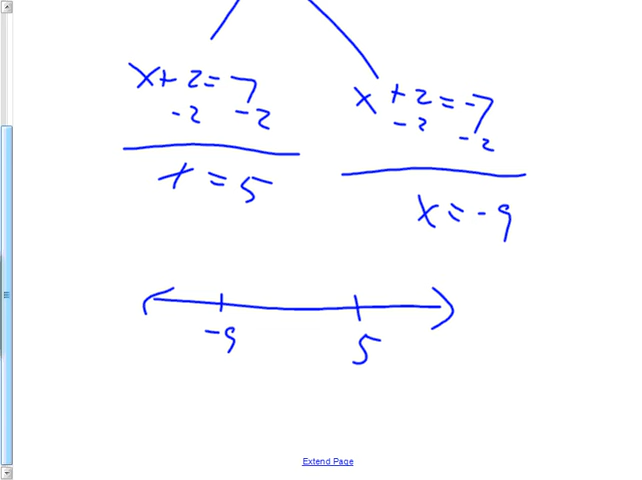 x + 2 = 7
-2 -2
x = 5
x + 2 = -7
-2 -2
x = -9
-9 5
Extend Page